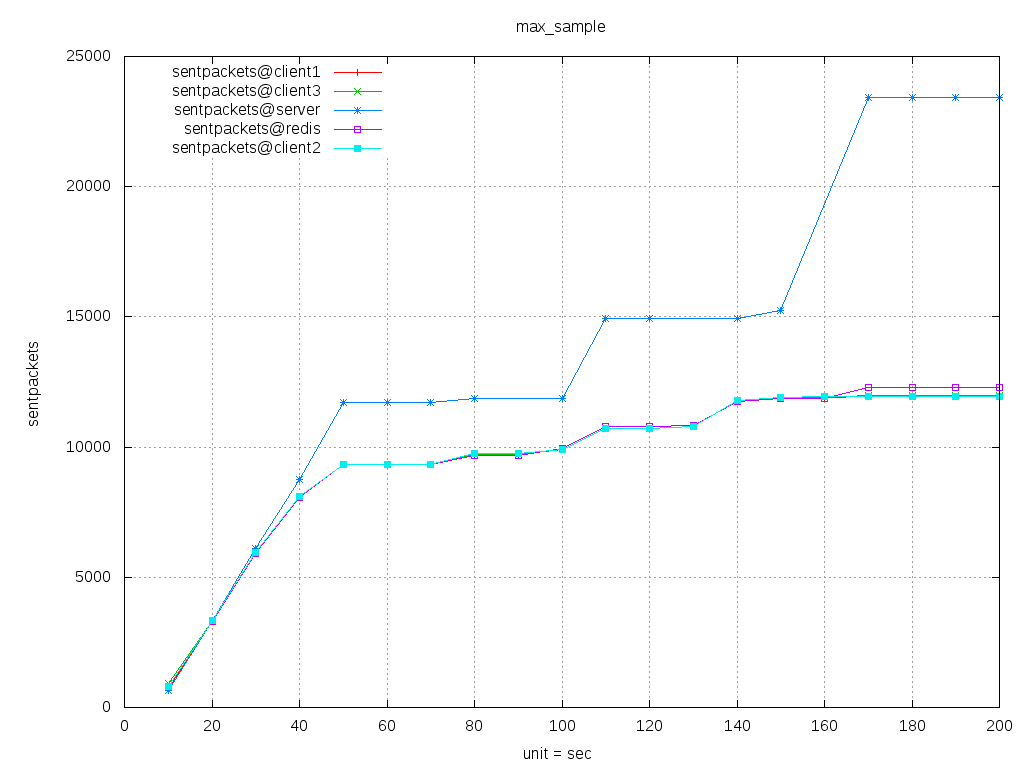 max_sample
25000
20000
15000
10000
5000
0
sentpackets@client1
sentpackets@client3
sentpackets@server
sentpackets@redis
sentpackets@client2
sentpackets
0 20 40 60 80 100 120 140 160 180 200
unit = sec